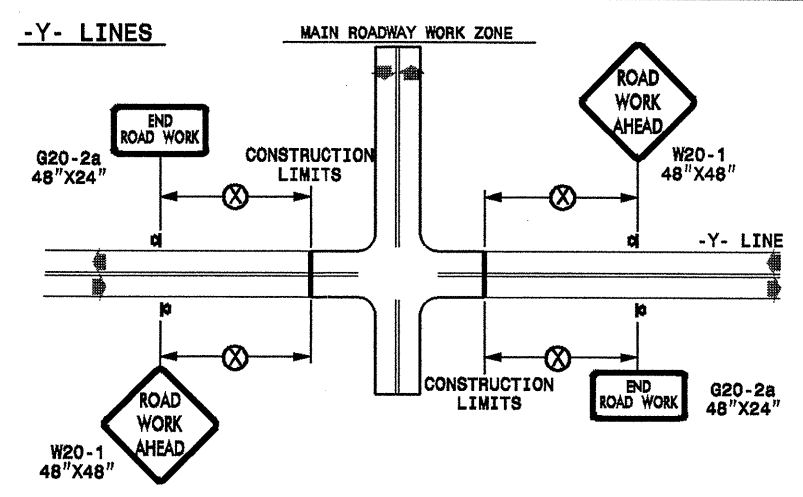 -Y- LINES
MAIN ROADWAY WORK ZONE
END
ROAD WORK
G20-2a
48"X24"
CONSTRUCTION
LIMITS
X
ROAD
WORK
AHEAD
W20-1
48"X48"
X
-Y- LINE
X
ROAD
WORK
AHEAD
W20-1
48"X48"
X
CONSTRUCTION
LIMITS
END
ROAD WORK
G20-2a
48"X24"